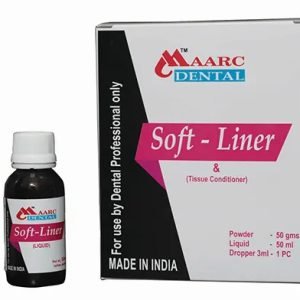 MAARC™
DENTAL
For use by Dental Professional only
Soft - Liner
&
(Tissue Conditioner)
Powder - 50 gms.
Liquid - 50 ml
Dropper 3ml - 1 PC
MADE IN INDIA
MAARC
DENTAL
Soft-Liner
(LIQUID)